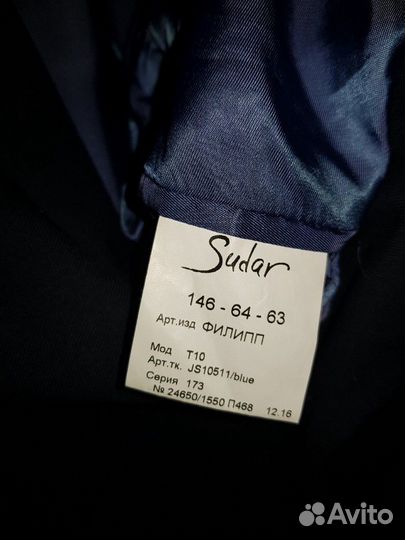 Sudar
146 - 64 - 63
Арт.изд ФИЛИПП
Мод T10
Арт.тк. JS10511/blue
Серия 173
№ 24650/1550 П468 12.16
Avito